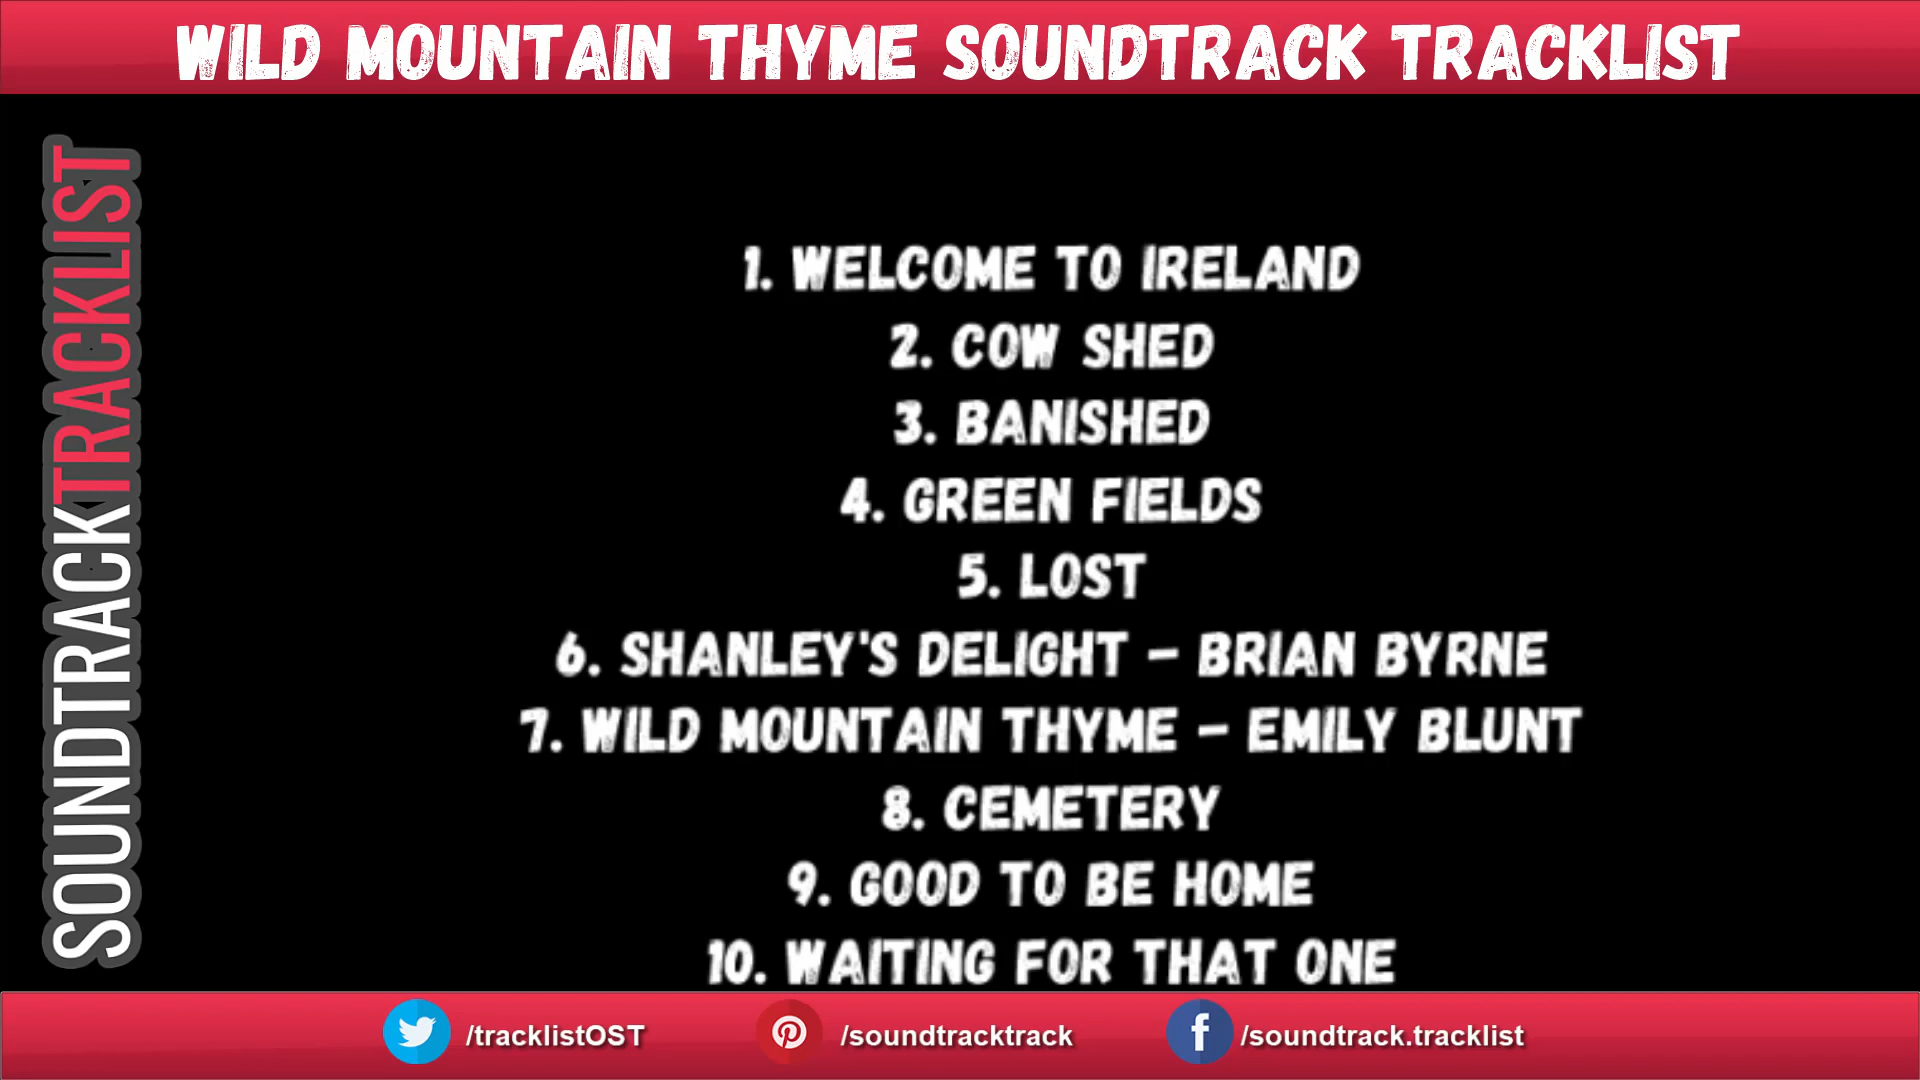 WILD MOUNTAIN THYME SOUNDTRACK TRACKLIST
SOUNDTRACKTRACKLIST
1. WELCOME TO IRELAND
2. COW SHED
3. BANISHED
4. GREEN FIELDS
5. LOST
6. SHANLEY'S DELIGHT – BRIAN BYRNE
7. WILD MOUNTAIN THYME – EMILY BLUNT
8. CEMETERY
9. GOOD TO BE HOME
10. WAITING FOR THAT ONE
/tracklistOST /soundtracktrack /soundtrack.tracklist